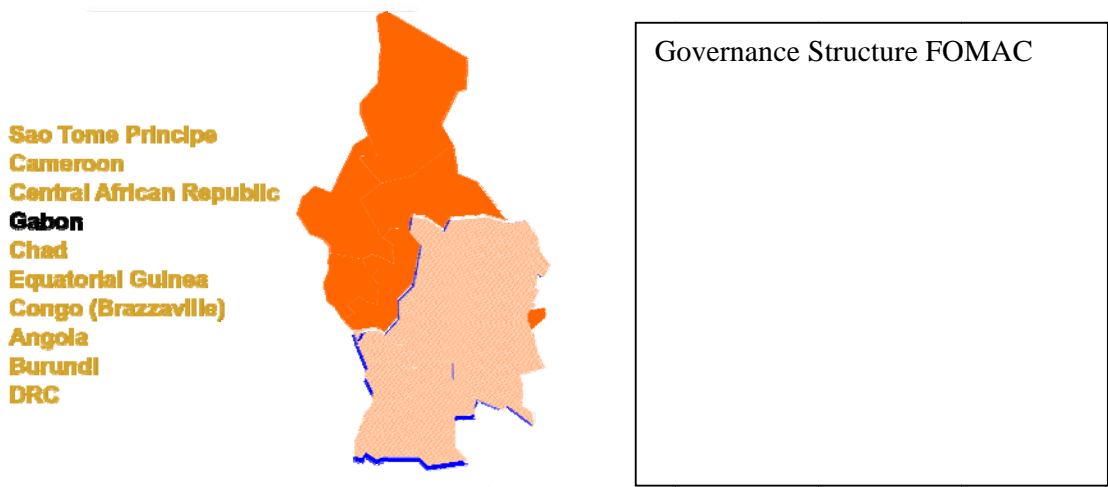 Sao Tome Principe
Cameroon
Central African Republic
Gabon
Chad
Equatorial Guinea
Congo (Brazzaville)
Angola
Burundi
DRC
Governance Structure FOMAC